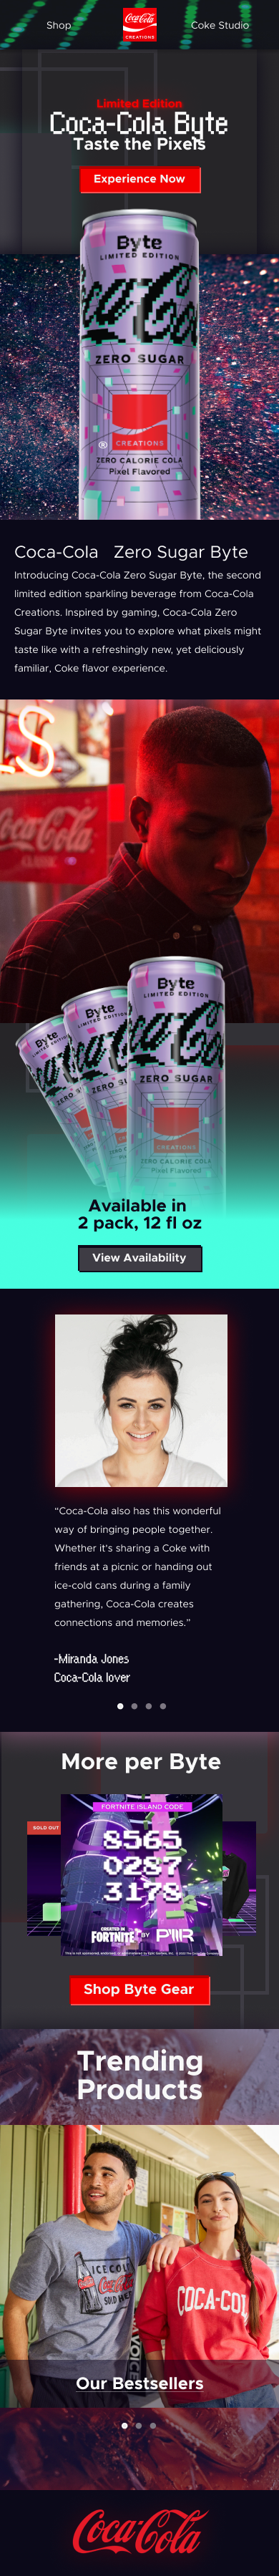 Shop
Coca-Cola
CREATIONS
Coke Studio
Limited Edition
Coca-Cola Byte
Taste the Pixels
Experience Now
Byte
LIMITED EDITION
ZERO SUGAR
CREATIONS
ZERO CALORIE COLA
Pixel Flavored
Coca-Cola Zero Sugar Byte
Introducing Coca-Cola Zero Sugar Byte, the second
limited edition sparkling beverage from Coca-Cola
Creations. Inspired by gaming, Coca-Cola Zero
Sugar Byte invites you to explore what pixels might
taste like with a refreshingly new, yet deliciously
familiar, Coke flavor experience.
S
Coca-Cola
CLASSIC
Byte
LIMITED EDITION
Byte
LIMITED EDITION
Byte
LIMITED EDITION
ZERO SUGAR
CREATIONS
ZERO CALORIE COLA
Pixel Flavored
Available in
2 pack, 12 fl oz
View Availability
“Coca-Cola also has this wonderful
way of bringing people together.
Whether it's sharing a Coke with
friends at a picnic or handing out
ice-cold cans during a family
gathering, Coca-Cola creates
connections and memories.”
-Miranda Jones
Coca-Cola lover
More per Byte
SOLD OUT
FORTNITE ISLAND CODE
8565
0287
3178
CREATED IN
FORTNITE BY PWR
Shop Byte Gear
Trending
Products
ICE COLD
Coca-Cola
SOLD HERE
COCA-COL
Our Bestsellers
Coca-Cola